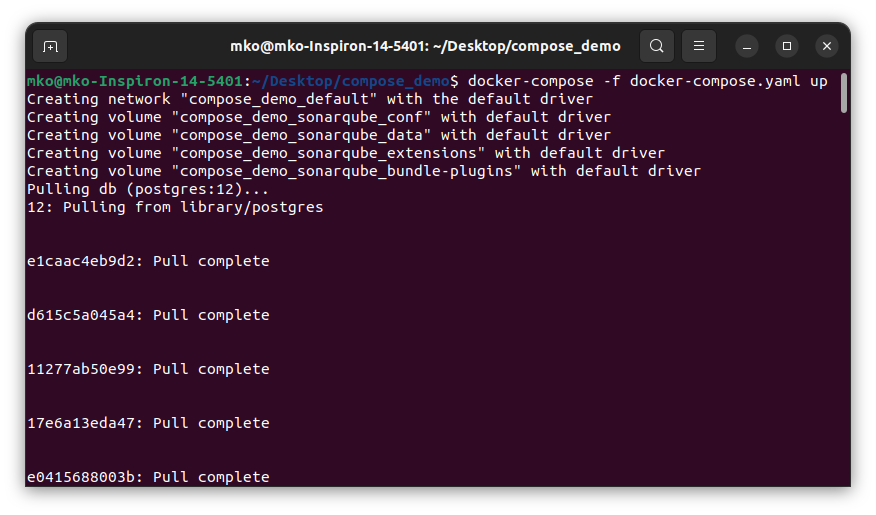 mko@mko-Inspiron-14-5401: ~/Desktop/compose_demo
mko@mko-Inspiron-14-5401:~/Desktop/compose_demo$ docker-compose -f docker-compose.yaml up
Creating network "compose_demo_default" with the default driver
Creating volume "compose_demo_sonarqube_conf" with default driver
Creating volume "compose_demo_sonarqube_data" with default driver
Creating volume "compose_demo_sonarqube_extensions" with default driver
Creating volume "compose_demo_sonarqube_bundle-plugins" with default driver
Pulling db (postgres:12)...
12: Pulling from library/postgres
e1caac4eb9d2: Pull complete
d615c5a045a4: Pull complete
11277ab50e99: Pull complete
17e6a13eda47: Pull complete
e0415688003b: Pull complete